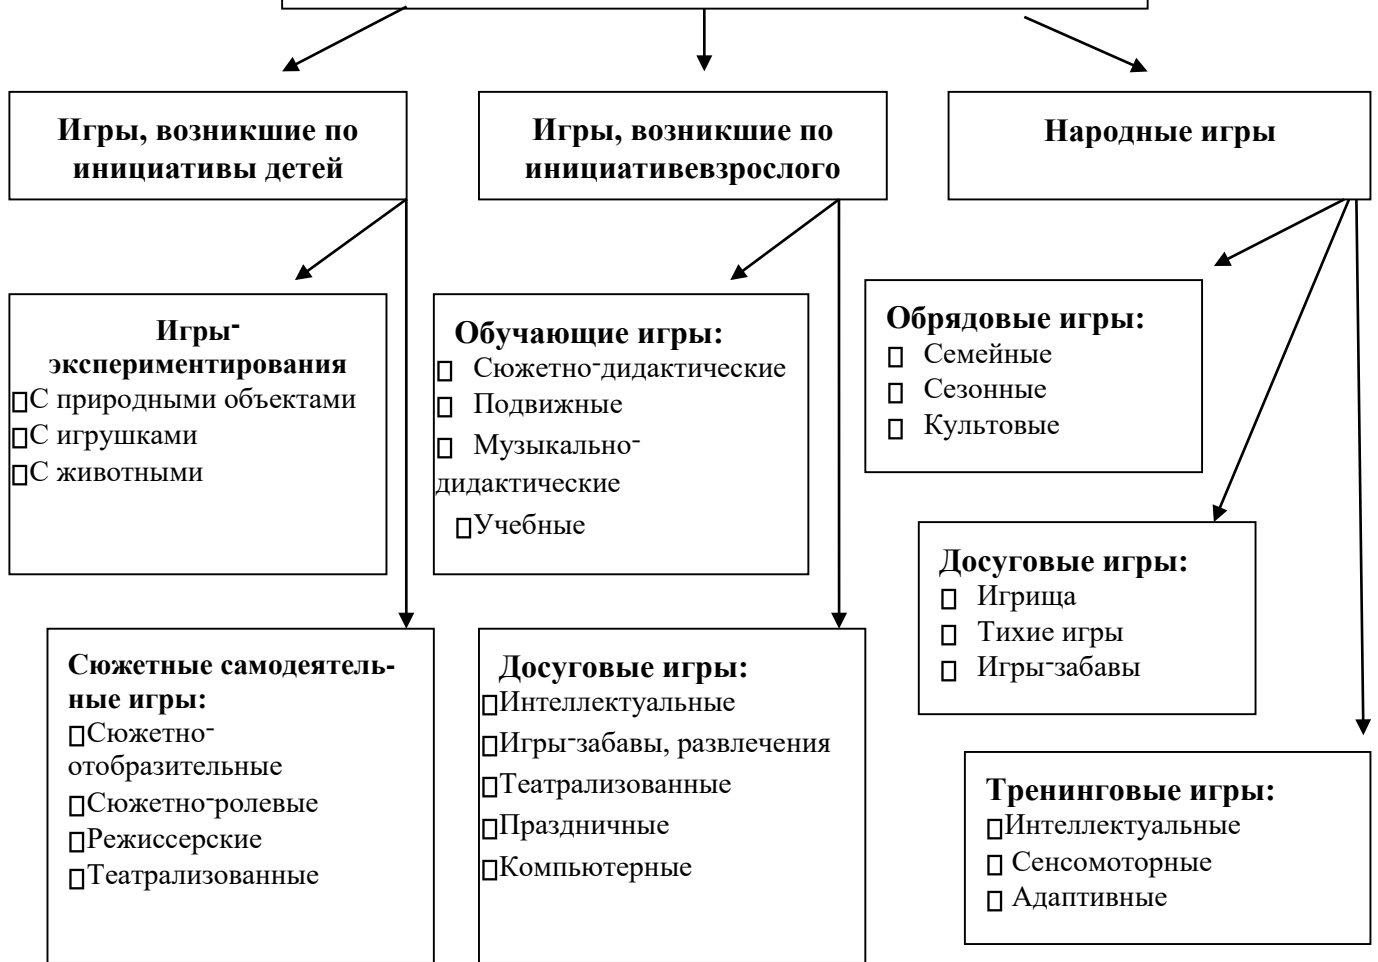 Игры, возникшие по
инициативы детей
Игры, возникшие по
инициативевзрослого
Народные игры
Игры-
экспериментирования
С природными объектами
С игрушками
С животными
Обучающие игры:
Сюжетно-дидактические
Подвижные
Музыкально-
дидактические
Учебные
Обрядовые игры:
Семейные
Сезонные
Культовые
Досуговые игры:
Игрища
Тихие игры
Игры-забавы
Сюжетные самодеятель-
ные игры:
Сюжетно-
отобразительные
Сюжетно-ролевые
Режиссерские
Театрализованные
Досуговые игры:
Интеллектуальные
Игры-забавы, развлечения
Театрализованные
Праздничные
Компьютерные
Тренинговые игры:
Интеллектуальные
Сенсомоторные
Адаптивные